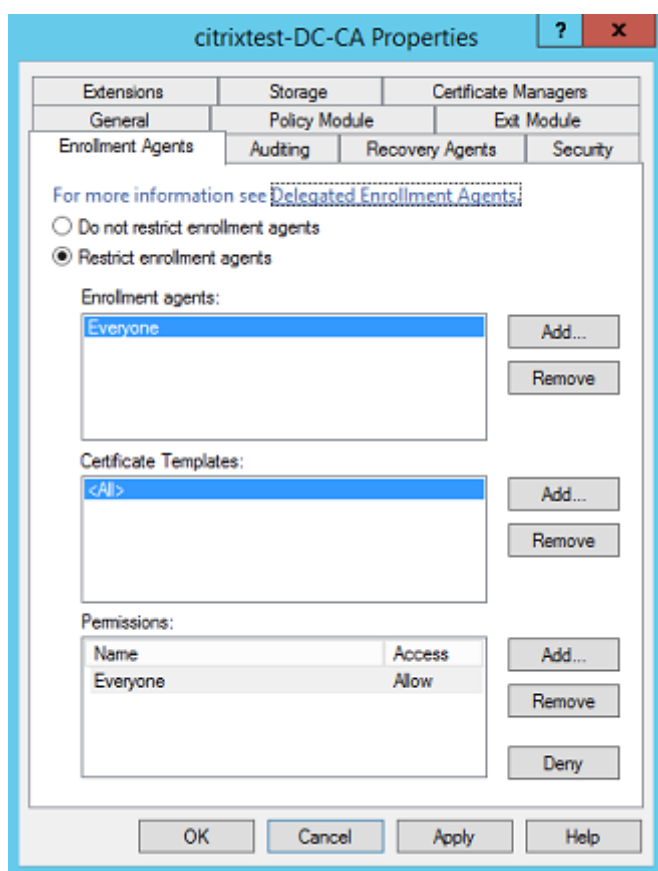 citrixtest-DC-CA Properties ? x
Extensions Storage Certificate Managers
General Policy Module Exit Module
Enrollment Agents Auditing Recovery Agents Security
For more information see Delegated Enrollment Agents.
Do not restrict enrollment agents
Restrict enrollment agents
Enrollment agents:
Everyone
Add...
Remove
Certificate Templates:
<All>
Add...
Remove
Permissions:
Name Access
Everyone Allow
Add...
Remove
Deny
OK Cancel Apply Help